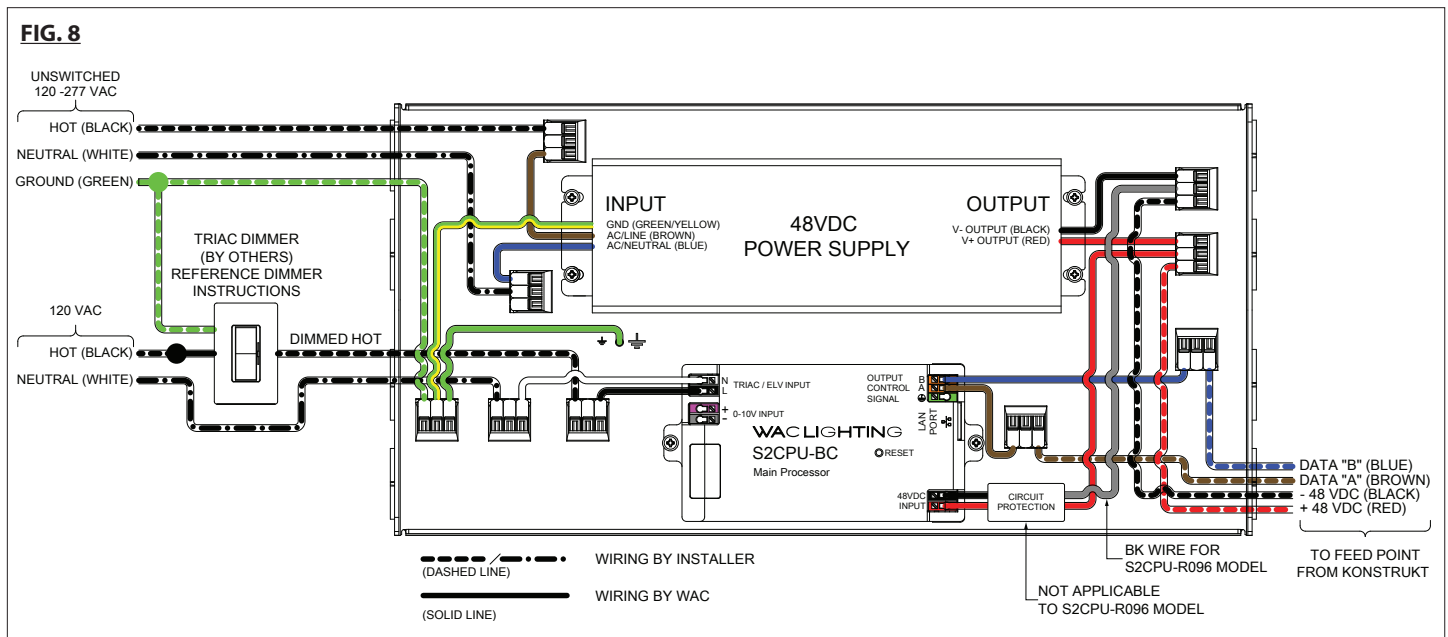 FIG. 8
UNSWITCHED
120 -277 VAC
HOT (BLACK)
NEUTRAL (WHITE)
GROUND (GREEN)
TRIAC DIMMER
(BY OTHERS)
REFERENCE DIMMER
INSTRUCTIONS
120 VAC
HOT (BLACK)
NEUTRAL (WHITE)
DIMMED HOT
INPUT
GND (GREEN/YELLOW)
AC/LINE (BROWN)
AC/NEUTRAL (BLUE)
48VDC
POWER SUPPLY
OUTPUT
V- OUTPUT (BLACK)
V+ OUTPUT (RED)
N
L
TRIAC / ELV INPUT
+
-
0-10V INPUT
OUTPUT
CONTROL
SIGNAL
B
A
LAN
PORT
WAC LIGHTING
S2CPU-BC
Main Processor
RESET
48VDC
INPUT
CIRCUIT
PROTECTION
DATA "B" (BLUE)
DATA "A" (BROWN)
- 48 VDC (BLACK)
+ 48 VDC (RED)
TO FEED POINT
FROM KONSTRUKT
BK WIRE FOR
S2CPU-R096 MODEL
NOT APPLICABLE
TO S2CPU-R096 MODEL
WIRING BY INSTALLER
(DASHED LINE)
WIRING BY WAC
(SOLID LINE)